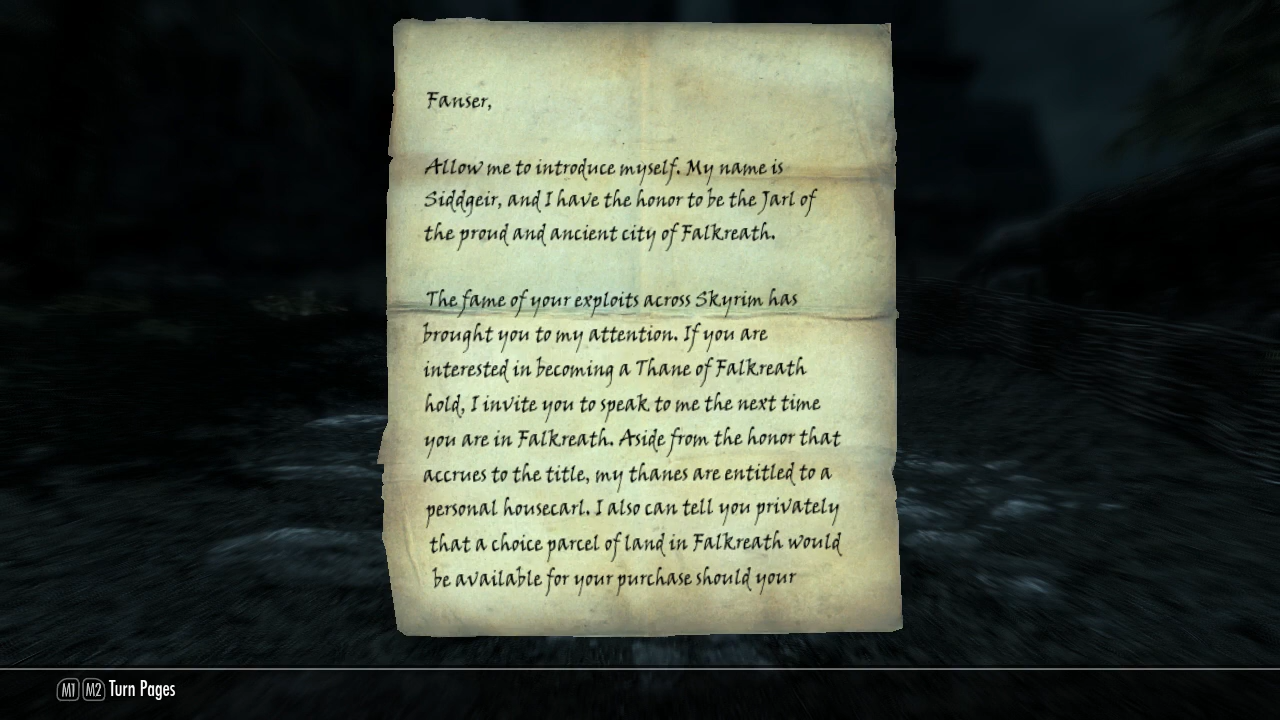 Fanser,
Allow me to introduce myself. My name is
Siddgeir, and I have the honor to be the Jarl of
the proud and ancient city of Falkreath.
The fame of your exploits across Skyrim has
brought you to my attention. If you are
interested in becoming a Thane of Falkreath
hold, I invite you to speak to me the next time
you are in Falkreath. Aside from the honor that
accrues to the title, my thanes are entitled to a
personal housecarl. I also can tell you privately
that a choice parcel of land in Falkreath would
be available for your purchase should your
M1 M2 Turn Pages